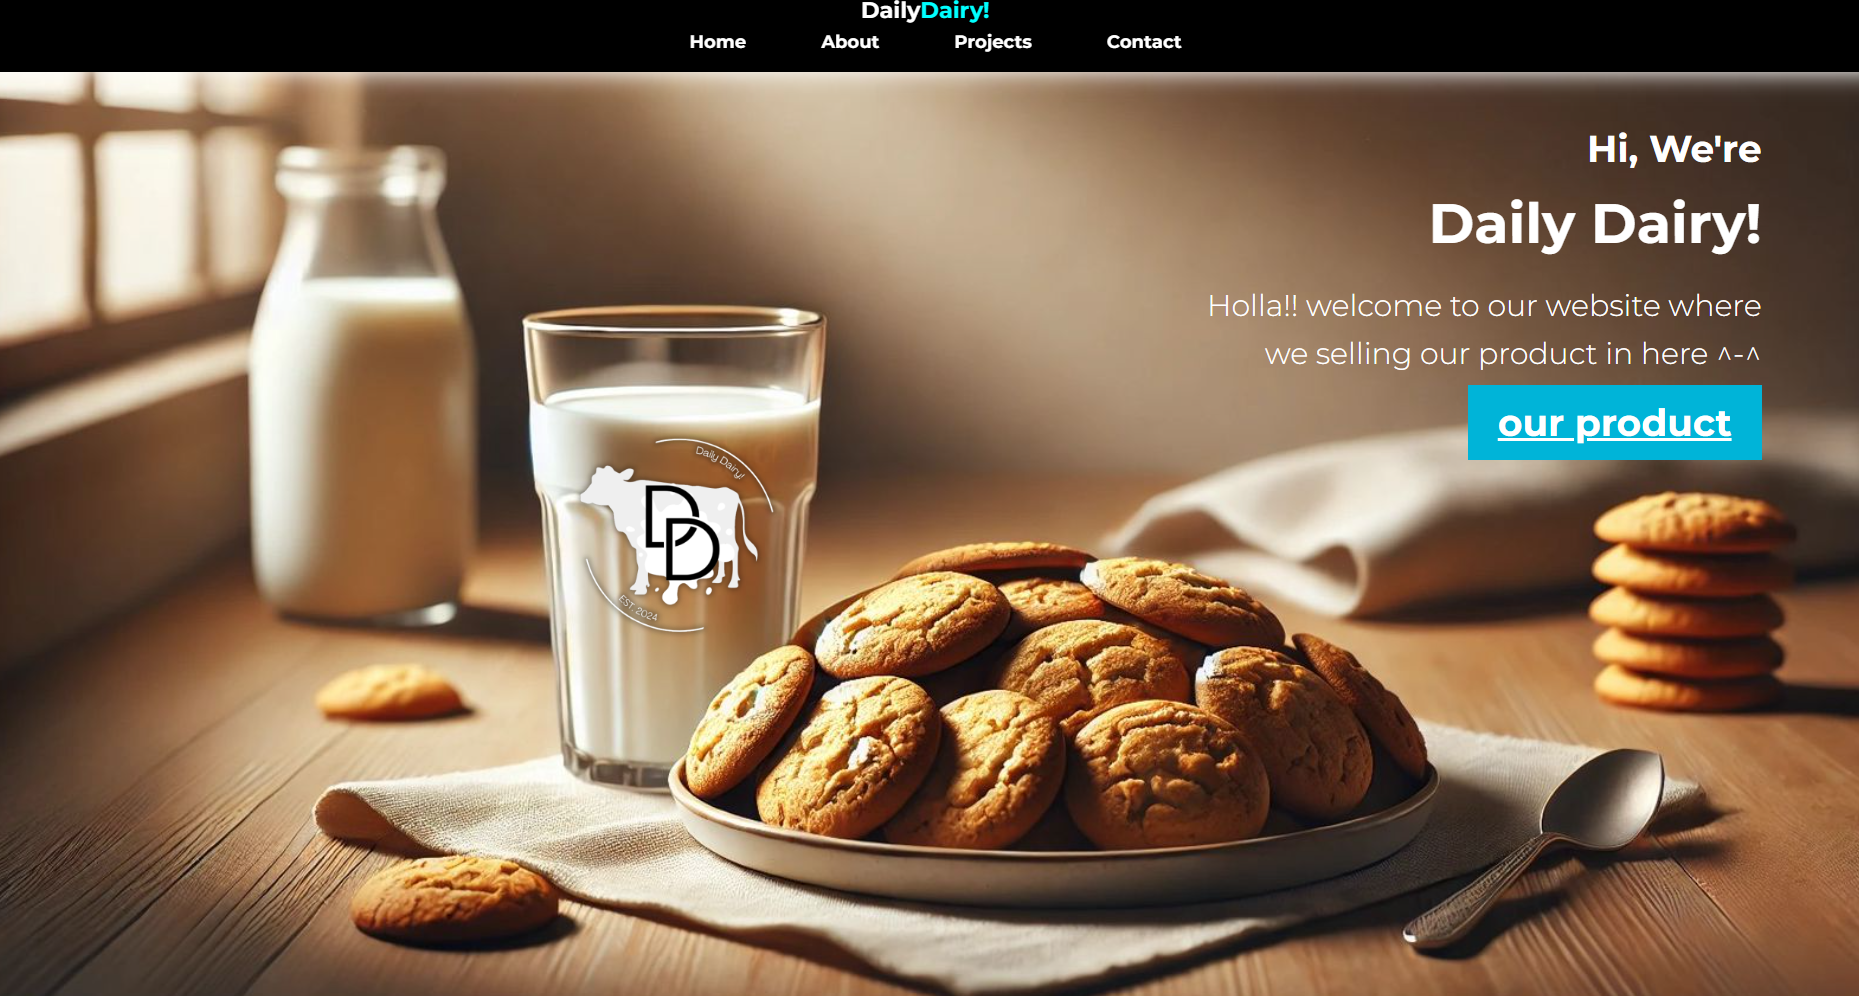 DailyDairy!
Home About Projects Contact
Hi, We're
Daily Dairy!
Holla!! welcome to our website where
we selling our product in here ^-^
our product
Daily Dairy!
DD
EST. 2024